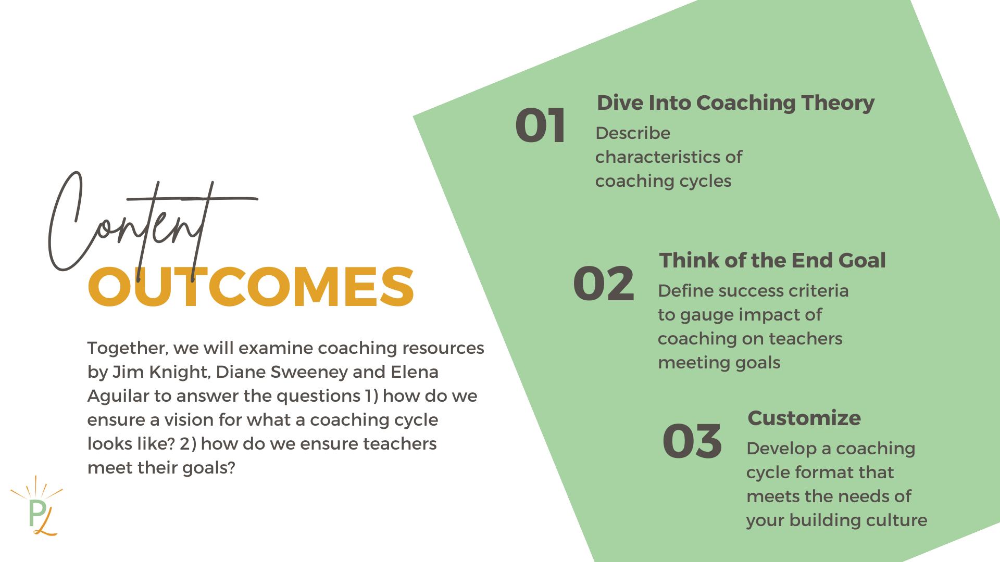 Content
OUTCOMES
Together, we will examine coaching resources
by Jim Knight, Diane Sweeney and Elena
Aguilar to answer the questions 1) how do we
ensure a vision for what a coaching cycle
looks like? 2) how do we ensure teachers
meet their goals?
PL
01
Dive Into Coaching Theory
Describe
characteristics of
coaching cycles
02
Think of the End Goal
Define success criteria
to gauge impact of
coaching on teachers
meeting goals
03
Customize
Develop a coaching
cycle format that
meets the needs of
your building culture